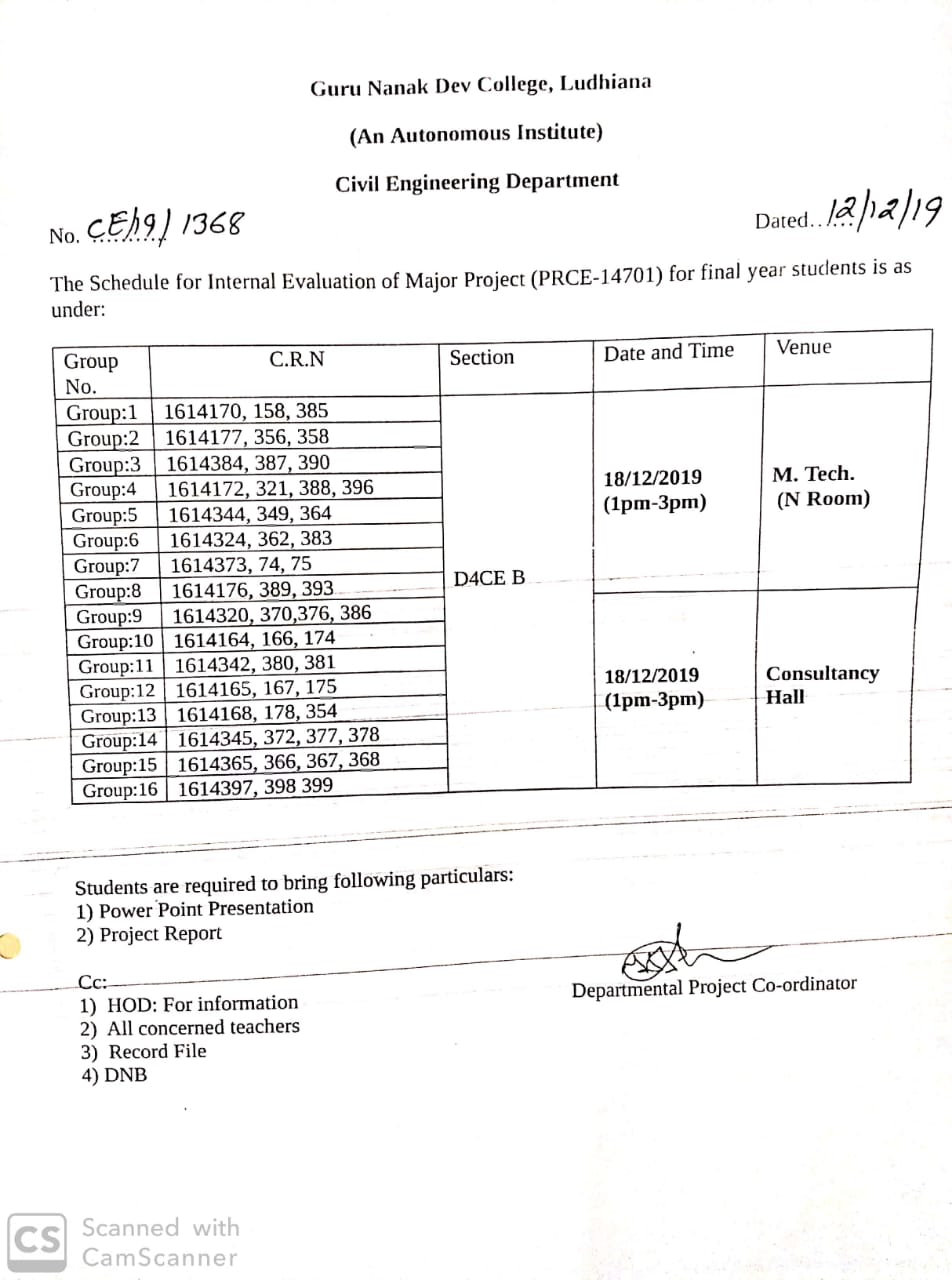 Guru Nanak Dev College, Ludhiana
(An Autonomous Institute)
Civil Engineering Department
No. CE/19/1368
Dated..12/12/19
The Schedule for Internal Evaluation of Major Project (PRCE-14701) for final year students is as
under:
Group No. C.R.N Section Date and Time Venue
Group:1 1614170, 158, 385
Group:2 1614177, 356, 358
Group:3 1614384, 387, 390
Group:4 1614172, 321, 388, 396
Group:5 1614344, 349, 364
Group:6 1614324, 362, 383
Group:7 1614373, 74, 75
Group:8 1614176, 389, 393
Group:9 1614320, 370,376, 386
Group:10 1614164, 166, 174
Group:11 1614342, 380, 381
Group:12 1614165, 167, 175
Group:13 1614168, 178, 354
Group:14 1614345, 372, 377, 378
Group:15 1614365, 366, 367, 368
Group:16 1614397, 398 399
D4CE B
18/12/2019
(1pm-3pm)
M. Tech.
(N Room)
18/12/2019
(1pm-3pm)
Consultancy
Hall
Students are required to bring following particulars:
1) Power Point Presentation
2) Project Report
Departmental Project Co-ordinator
Cc:
1) HOD: For information
2) All concerned teachers
3) Record File
4) DNB
CS
Scanned with
CamScanner